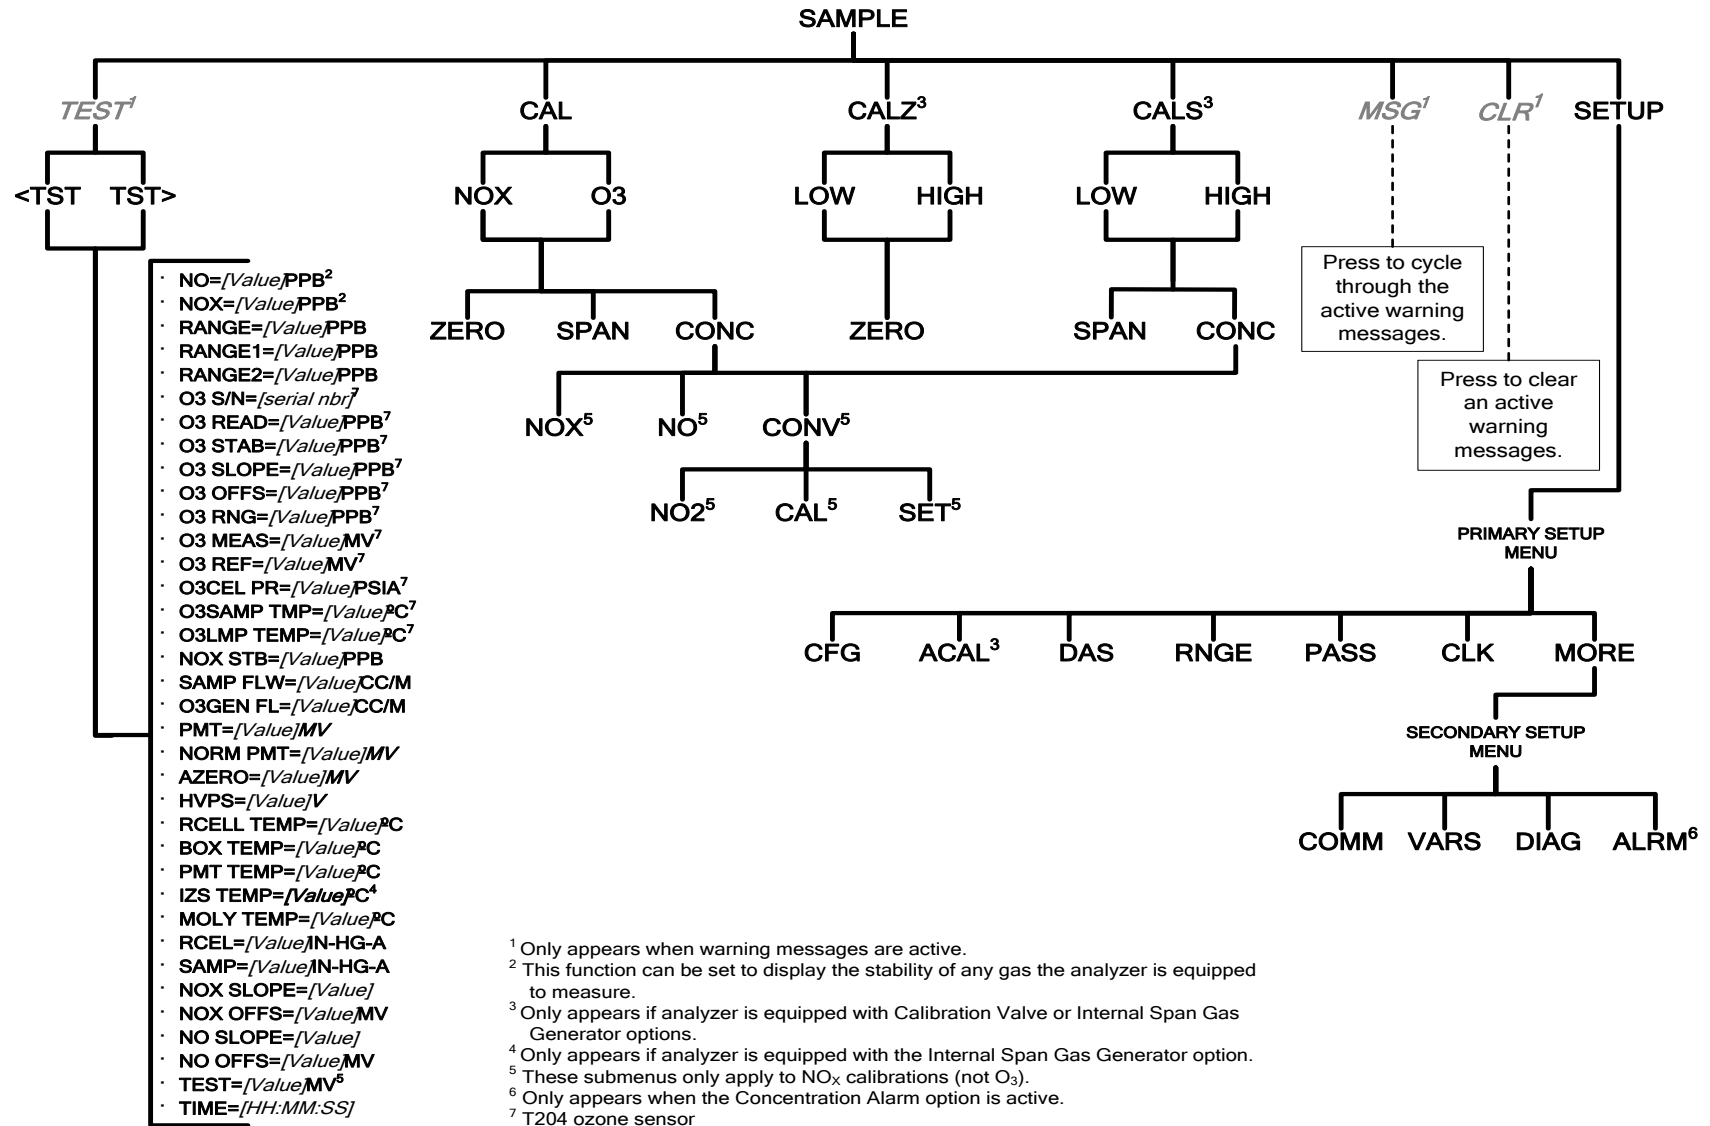 SAMPLE
TEST1 CAL CALZ3 CALS3 MSG1 CLR1 SETUP
<TST TST> NOX O3 LOW HIGH LOW HIGH
Press to cycle
through the
active warning
messages.
Press to clear
an active
warning
messages.
ZERO SPAN CONC ZERO SPAN CONC
NOX5 NO5 CONV5
NO25 CAL5 SET5
· NO=[Value]PPB2
· NOX=[Value]PPB2
· RANGE=[Value]PPB
· RANGE1=[Value]PPB
· RANGE2=[Value]PPB
· O3 S/N=[serial nbr]7
· O3 READ=[Value]PPB7
· O3 STAB=[Value]PPB7
· O3 SLOPE=[Value]PPB7
· O3 OFFS=[Value]PPB7
· O3 RNG=[Value]PPB7
· O3 MEAS=[Value]MV7
· O3 REF=[Value]MV7
· O3CEL PR=[Value]PSIA7
· O3SAMP TMP=[Value]ºC7
· O3LMP TEMP=[Value]ºC7
· NOX STB=[Value]PPB
· SAMP FLW=[Value]CC/M
· O3GEN FL=[Value]CC/M
· PMT=[Value]MV
· NORM PMT=[Value]MV
· AZERO=[Value]MV
· HVPS=[Value]V
· RCELL TEMP=[Value]ºC
· BOX TEMP=[Value]ºC
· PMT TEMP=[Value]ºC
· IZS TEMP=[Value]ºC4
· MOLY TEMP=[Value]ºC
· RCEL=[Value]IN-HG-A
· SAMP=[Value]IN-HG-A
· NOX SLOPE=[Value]
· NOX OFFS=[Value]MV
· NO SLOPE=[Value]
· NO OFFS=[Value]MV
· TEST=[Value]MV5
· TIME=[HH:MM:SS]
PRIMARY SETUP
MENU
CFG ACAL3 DAS RNGE PASS CLK MORE
SECONDARY SETUP
MENU
COMM VARS DIAG ALRM6
1 Only appears when warning messages are active.
2 This function can be set to display the stability of any gas the analyzer is equipped
to measure.
3 Only appears if analyzer is equipped with Calibration Valve or Internal Span Gas
Generator options.
4 Only appears if analyzer is equipped with the Internal Span Gas Generator option.
5 These submenus only apply to NOX calibrations (not O3).
6 Only appears when the Concentration Alarm option is active.
7 T204 ozone sensor